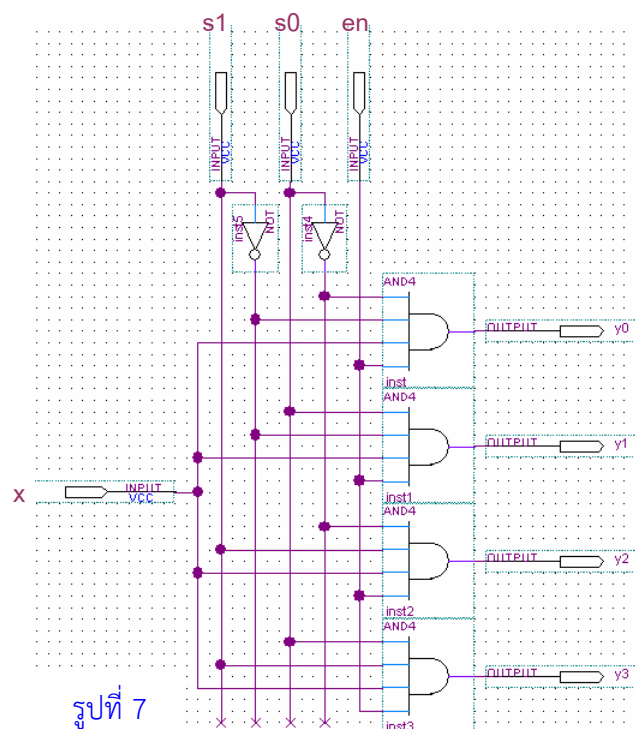 s1 s0 en
INPUT VCC INPUT VCC INPUT VCC
inst5 NOT inst4 NOT
AND4
OUTPUT y0
inst
AND4
OUTPUT y1
x INPUT VCC
inst1
AND4
OUTPUT y2
inst2
AND4
OUTPUT y3
รูปที่ 7
inst3